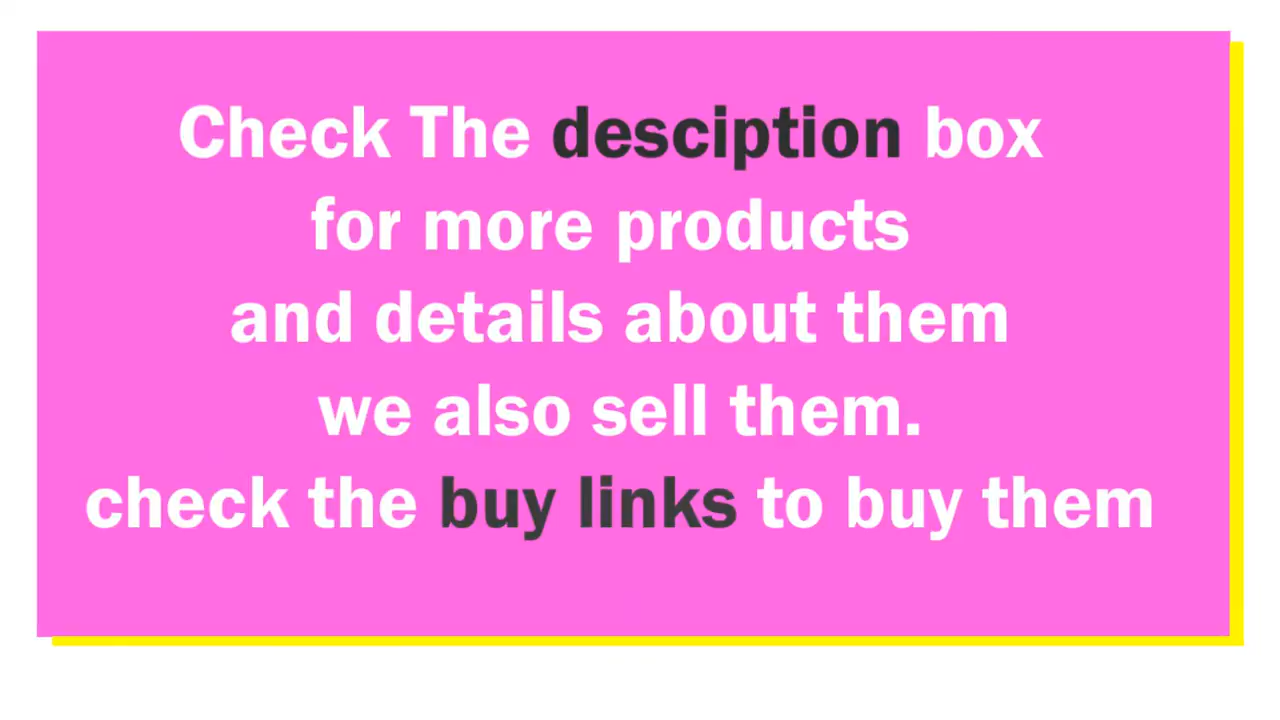 Check The desciption box
for more products
and details about them
we also sell them.
check the buy links to buy them